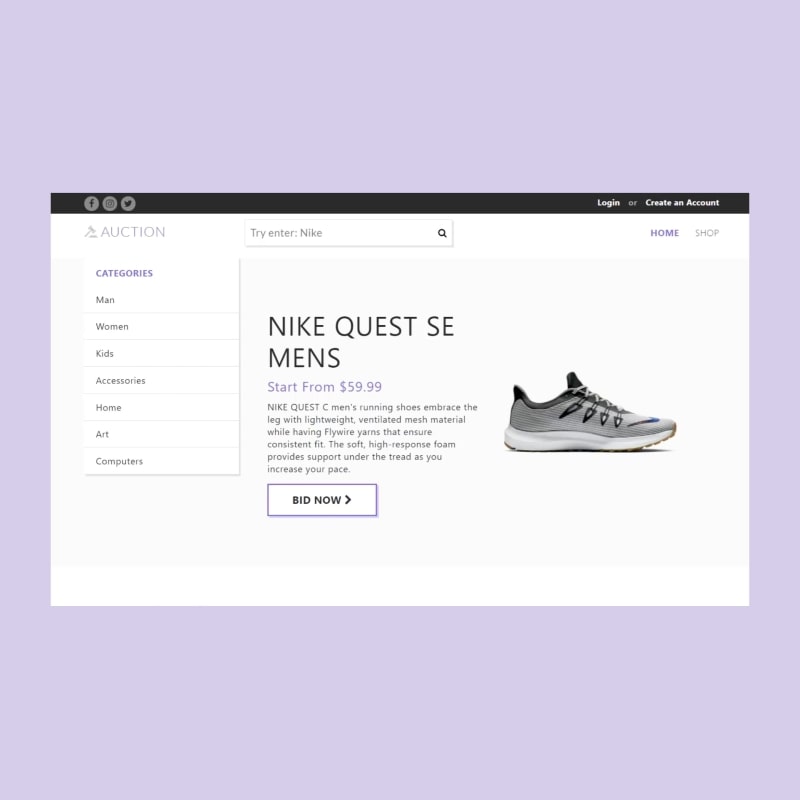 Login or Create an Account
AUCTION
Try enter: Nike
HOME SHOP
CATEGORIES
Man
Women
Kids
Accessories
Home
Art
Computers
NIKE QUEST SE
MENS
Start From $59.99
NIKE QUEST C men's running shoes embrace the
leg with lightweight, ventilated mesh material
while having Flywire yarns that ensure
consistent fit. The soft, high-response foam
provides support under the tread as you
increase your pace.
BID NOW